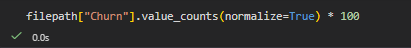 filepath["Churn"].value_counts(normalize=True) * 100
0.0s